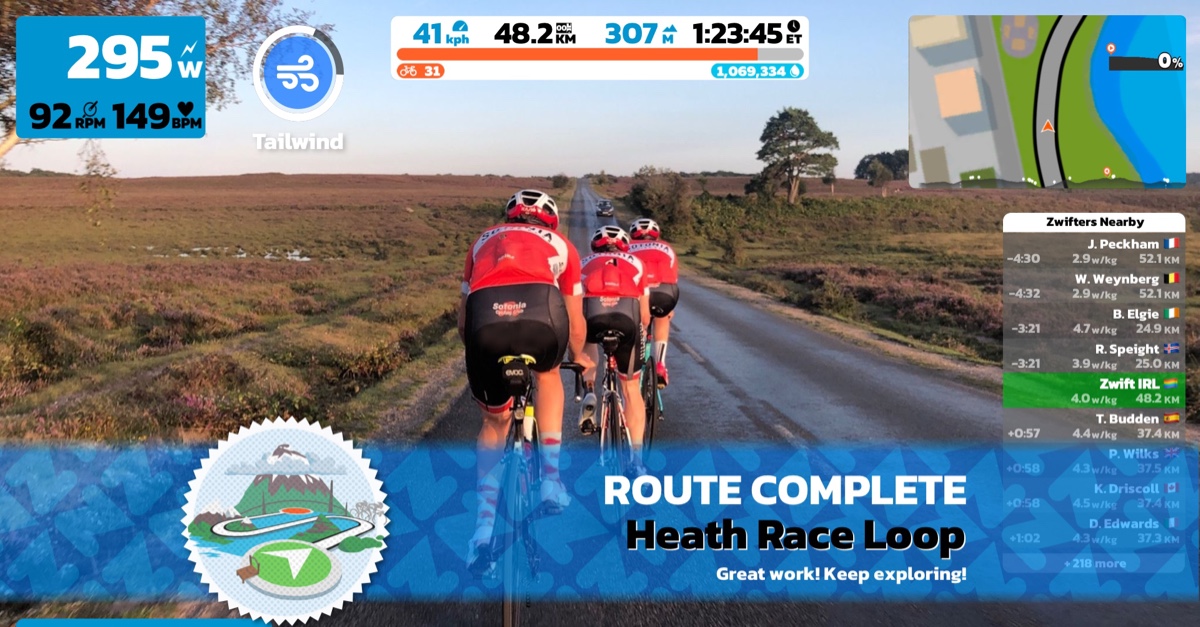 295 W
92 RPM 149 BPM
Tailwind
41 kph 48.2 KM 307 M 1:23:45 ET
31 1,069,334
0%
Zwifters Nearby
J. Peckham
-4:30 2.9 w/kg 52.1 KM
W. Weynberg
-4:32 2.9 w/kg 52.1 KM
B. Elgie
-3:21 4.7 w/kg 24.9 KM
R. Speight
-3:21 3.9 w/kg 25.0 KM
Zwift IRL
4.0 w/kg 48.2 KM
T. Budden
+0:57 4.4 w/kg 37.4 KM
P. Wilks
+0:58 4.3 w/kg 37.5 KM
K. Driscoll
+0:58 4.5 w/kg 37.4 KM
D. Edwards
+1:02 4.3 w/kg 37.3 KM
+218 more
SOTONIA
Sotonia
evoc
ROUTE COMPLETE
Heath Race Loop
Great work! Keep exploring!